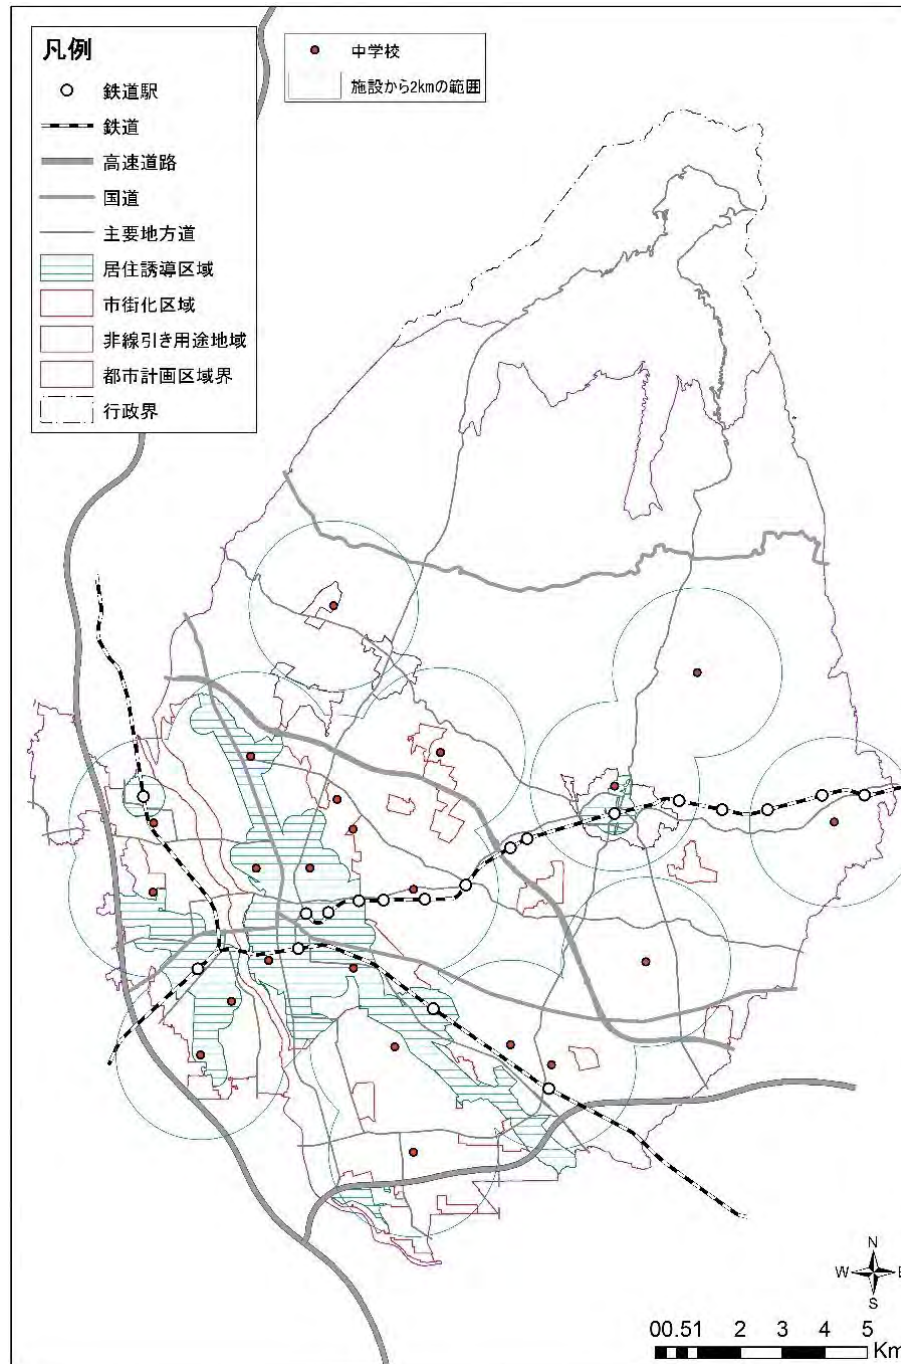 凡例
鉄道駅
鉄道
高速道路
国道
主要地方道
居住誘導区域
市街化区域
非線引き用途地域
都市計画区域界
行政界
中学校
施設から2kmの範囲
N
W E
S
00.51 2 3 4 5
Km